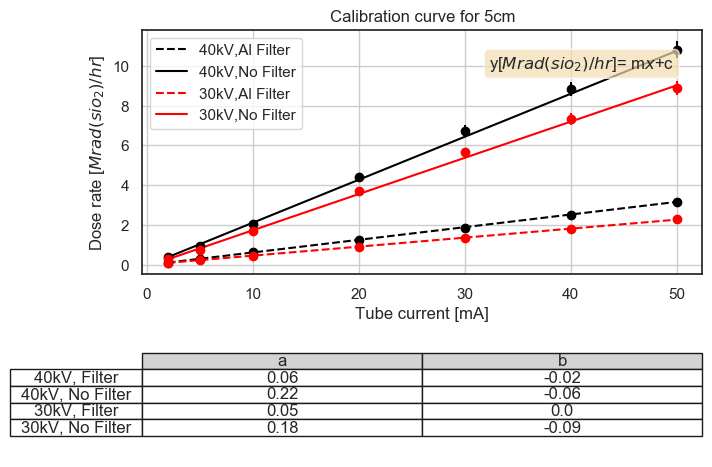 Calibration curve for 5cm
40kV,Al Filter
40kV,No Filter
30kV,Al Filter
30kV,No Filter
y[Mrad(sio₂)/hr]= mx+c
Dose rate [Mrad(sio₂)/hr]
10
8
6
4
2
0
0 10 20 30 40 50
Tube current [mA]
a b
40kV, Filter 0.06 -0.02
40kV, No Filter 0.22 -0.06
30kV, Filter 0.05 0.0
30kV, No Filter 0.18 -0.09